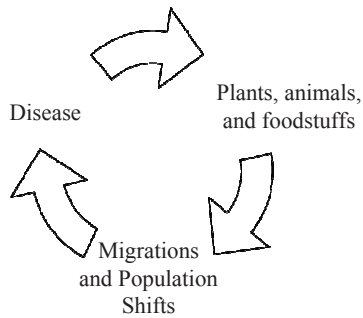 Disease
Plants, animals,
and foodstuffs
Migrations
and Population
Shifts